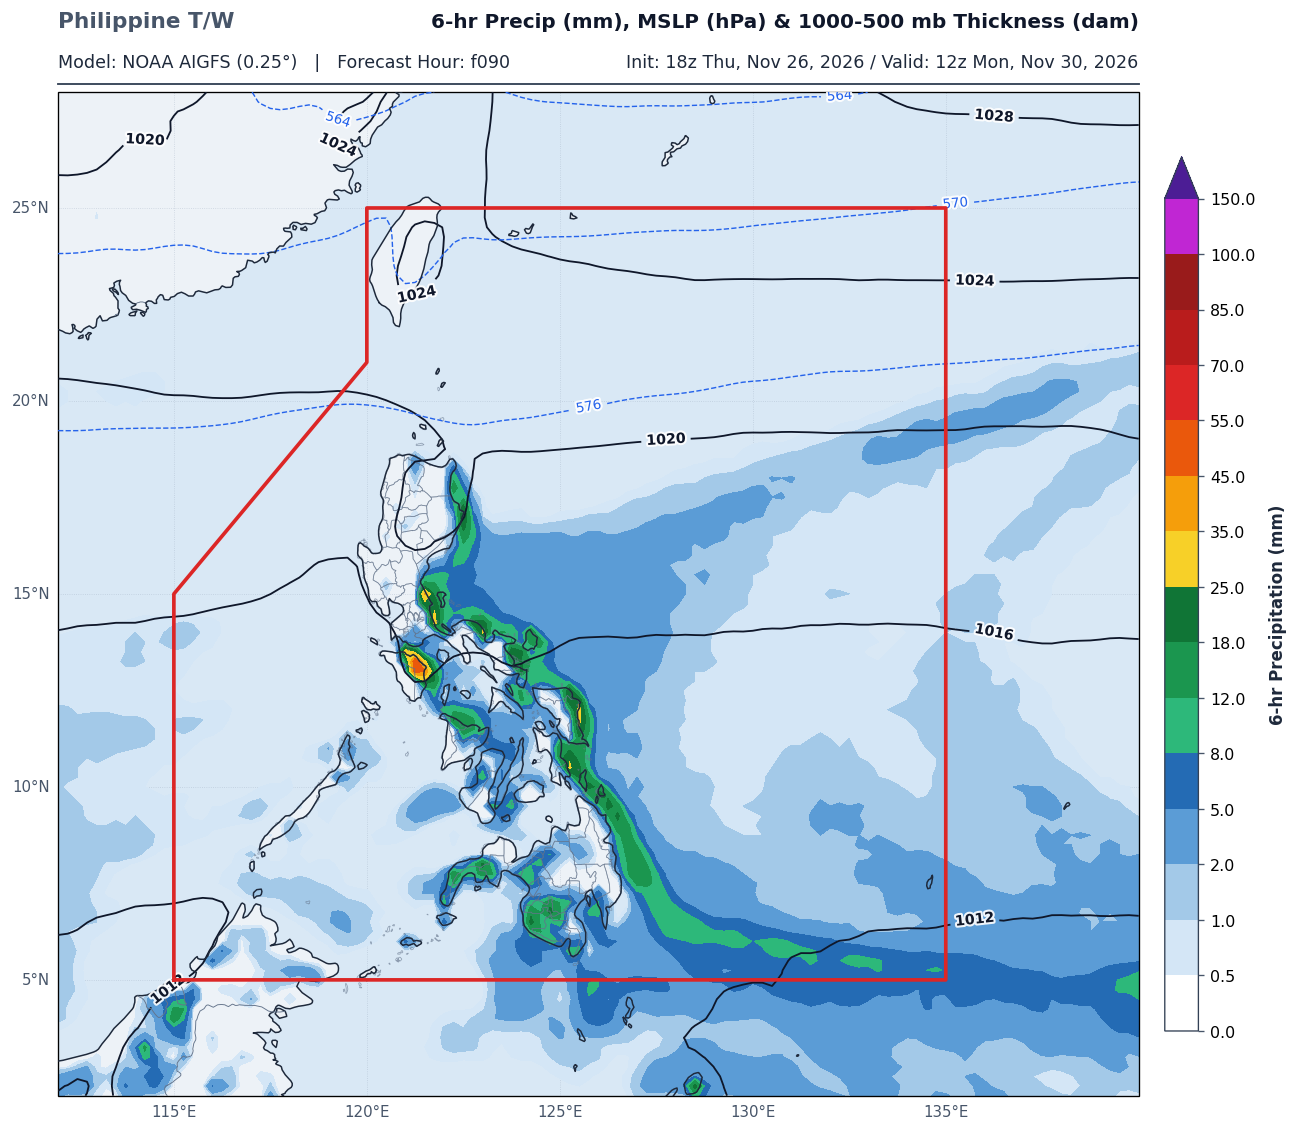 Philippine T/W
6-hr Precip (mm), MSLP (hPa) & 1000-500 mb Thickness (dam)
Model: NOAA AIGFS (0.25°) | Forecast Hour: f090
Init: 18z Thu, Nov 26, 2026 / Valid: 12z Mon, Nov 30, 2026
564
564
1028
1020
1024
25°N
570
1024
1024
20°N
576
1020
15°N
1016
10°N
1012
5°N
1012
115°E
120°E
125°E
130°E
135°E
150.0
100.0
85.0
70.0
55.0
45.0
35.0
25.0
18.0
12.0
8.0
5.0
2.0
1.0
0.5
0.0
6-hr Precipitation (mm)